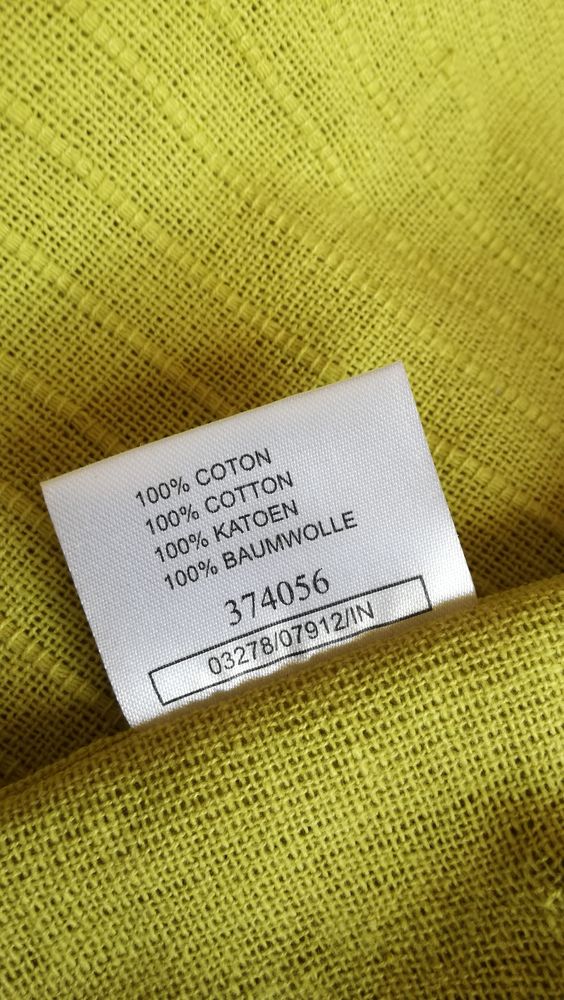 100% COTON
100% COTTON
100% KATOEN
100% BAUMWOLLE
374056
03278/07912/IN